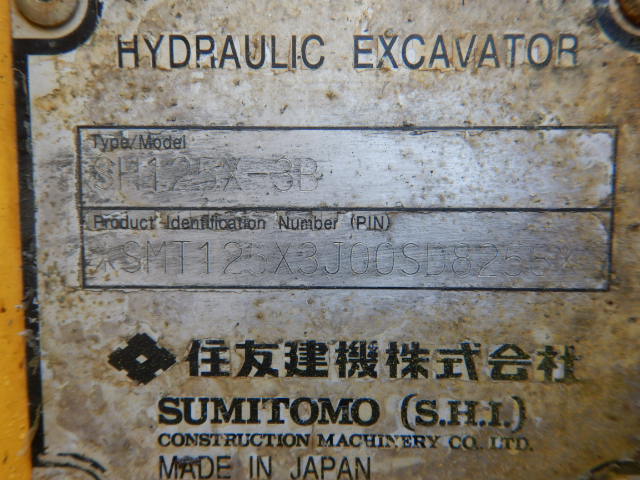 HYDRAULIC EXCAVATOR
Type/Model
SH125X-3B
Product Identification Number (PIN)
*SMT125X3J00SD8255*
住友建機株式会社
SUMITOMO (S.H.I.)
CONSTRUCTION MACHINERY CO. LTD.
MADE IN JAPAN